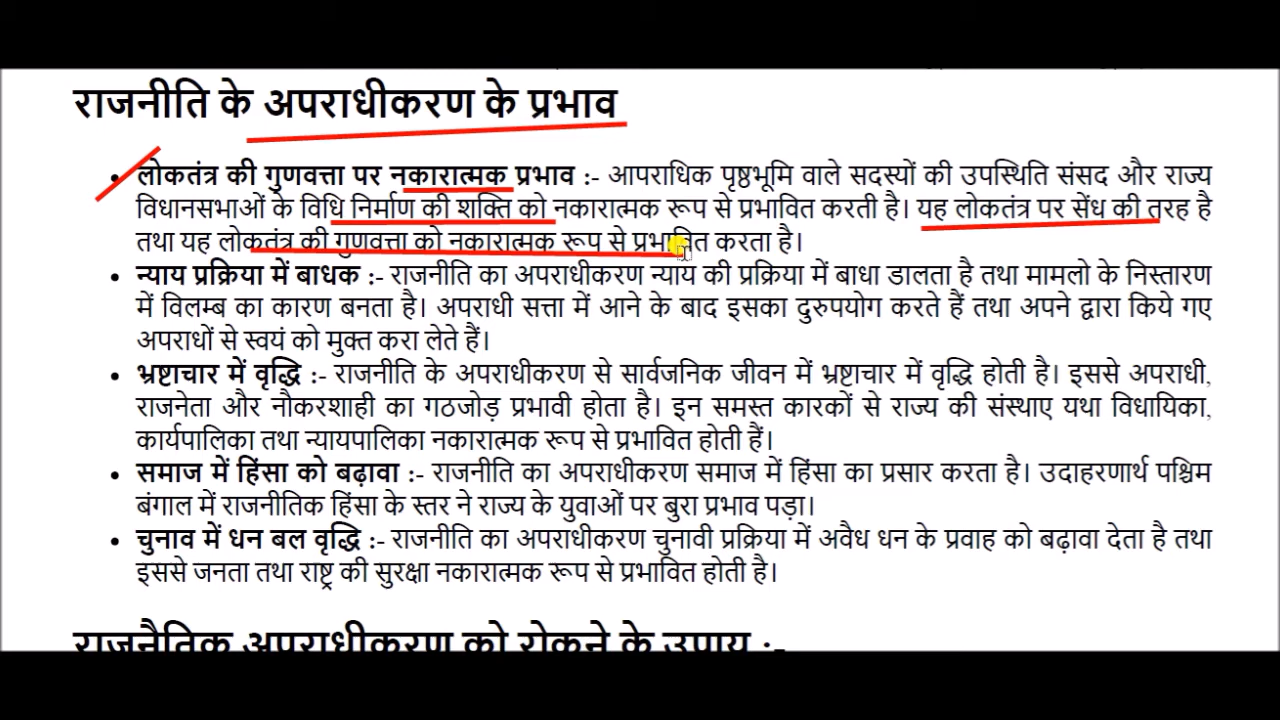 राजनीति के अपराधीकरण के प्रभाव
• लोकतंत्र की गुणवत्ता पर नकारात्मक प्रभाव :- आपराधिक पृष्ठभूमि वाले सदस्यों की उपस्थिति संसद और राज्य
विधानसभाओं के विधि निर्माण की शक्ति को नकारात्मक रूप से प्रभावित करती है। यह लोकतंत्र पर सेंध की तरह है
तथा यह लोकतंत्र की गुणवत्ता को नकारात्मक रूप से प्रभावित करता है।
• न्याय प्रक्रिया में बाधक :- राजनीति का अपराधीकरण न्याय की प्रक्रिया में बाधा डालता है तथा मामलो के निस्तारण
में विलम्ब का कारण बनता है। अपराधी सत्ता में आने के बाद इसका दुरुपयोग करते हैं तथा अपने द्वारा किये गए
अपराधों से स्वयं को मुक्त करा लेते हैं।
• भ्रष्टाचार में वृद्धि :- राजनीति के अपराधीकरण से सार्वजनिक जीवन में भ्रष्टाचार में वृद्धि होती है। इससे अपराधी,
राजनेता और नौकरशाही का गठजोड़ प्रभावी होता है। इन समस्त कारकों से राज्य की संस्थाए यथा विधायिका,
कार्यपालिका तथा न्यायपालिका नकारात्मक रूप से प्रभावित होती हैं।
• समाज में हिंसा को बढ़ावा :- राजनीति का अपराधीकरण समाज में हिंसा का प्रसार करता है। उदाहरणार्थ पश्चिम
बंगाल में राजनीतिक हिंसा के स्तर ने राज्य के युवाओं पर बुरा प्रभाव पड़ा।
• चुनाव में धन बल वृद्धि :- राजनीति का अपराधीकरण चुनावी प्रक्रिया में अवैध धन के प्रवाह को बढ़ावा देता है तथा
इससे जनता तथा राष्ट्र की सुरक्षा नकारात्मक रूप से प्रभावित होती है।
राजनैतिक अपराधीकरण को रोकने के उपाय :-